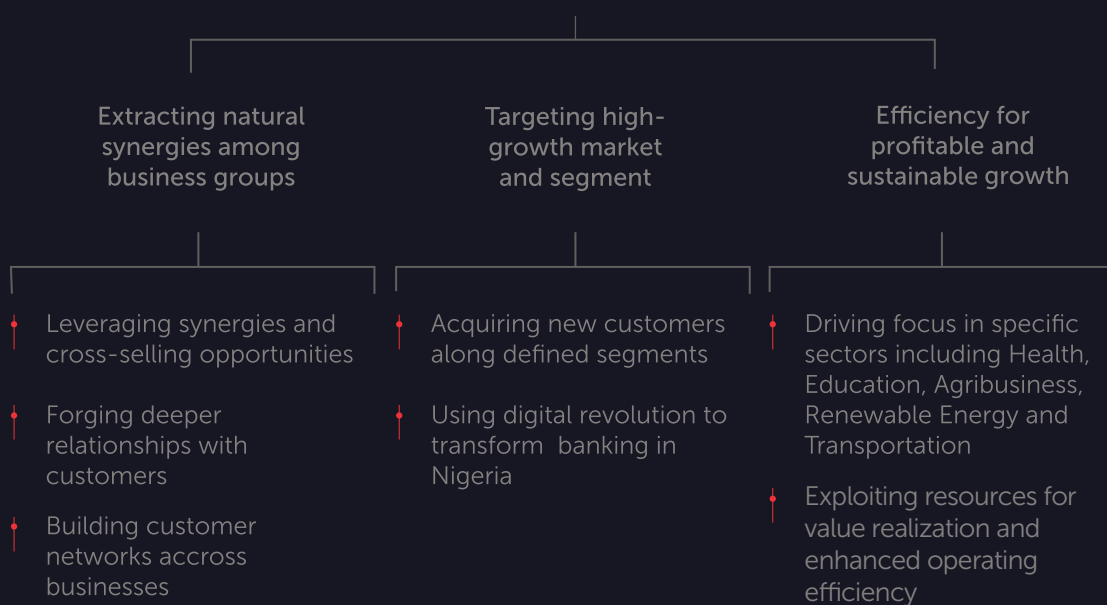 Extracting natural
synergies among
business groups
Targeting high-
growth market
and segment
Efficiency for
profitable and
sustainable growth
Leveraging synergies and
cross-selling opportunities
Forging deeper
relationships with
customers
Building customer
networks accross
businesses
Acquiring new customers
along defined segments
Using digital revolution to
transform  banking in
Nigeria
Driving focus in specific
sectors including Health,
Education, Agribusiness,
Renewable Energy and
Transportation
Exploiting resources for
value realization and
enhanced operating
efficiency